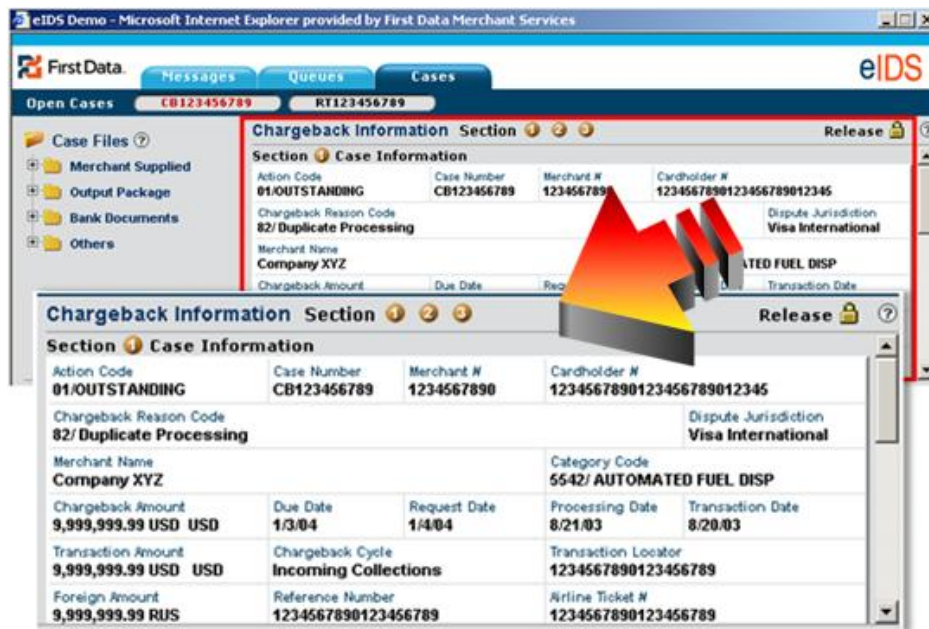 eIDS Demo - Microsoft Internet Explorer provided by First Data Merchant Services
First Data.
Messages
Queues
Cases
eIDS
Open Cases
CB123456789
RT123456789
Case Files ?
Merchant Supplied
Output Package
Bank Documents
Others
Chargeback Information Section 1 2 3 Release ?
Section 1 Case Information
Action Code Case Number Merchant # Cardholder #
01/OUTSTANDING CB123456789 1234567890 1234567890123456789012345
Chargeback Reason Code Dispute Jurisdiction
82/ Duplicate Processing Visa International
Merchant Name
Company XYZ FUEL DISP
Chargeback Amount Due Date Transaction Date
Chargeback Information Section 1 2 3 Release ?
Section 1 Case Information
Action Code Case Number Merchant # Cardholder #
01/OUTSTANDING CB123456789 1234567890 1234567890123456789012345
Chargeback Reason Code Dispute Jurisdiction
82/ Duplicate Processing Visa International
Merchant Name Category Code
Company XYZ 5542/ AUTOMATED FUEL DISP
Chargeback Amount Due Date Request Date Processing Date Transaction Date
9,999,999.99 USD USD 1/3/04 1/4/04 8/21/03 8/20/03
Transaction Amount Chargeback Cycle Transaction Locator
9,999,999.99 USD USD Incoming Collections 1234567890123456789
Foreign Amount Reference Number Airline Ticket #
9,999,999.99 RUS 1234567890123456789 1234567890123456789